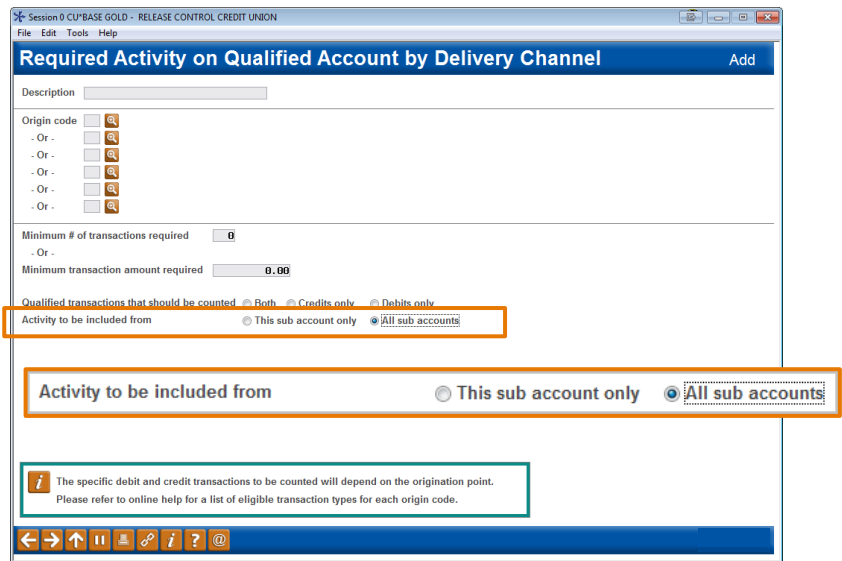 Session 0 CU*BASE GOLD - RELEASE CONTROL CREDIT UNION
File Edit Tools Help
Required Activity on Qualified Account by Delivery Channel Add
Description
Origin code
- Or -
- Or -
- Or -
- Or -
- Or -
Minimum # of transactions required 0
- Or -
Minimum transaction amount required 0.00
Qualified transactions that should be counted Both Credits only Debits only
Activity to be included from This sub account only All sub accounts
Activity to be included from This sub account only All sub accounts
i The specific debit and credit transactions to be counted will depend on the origination point.
Please refer to online help for a list of eligible transaction types for each origin code.
i ? @